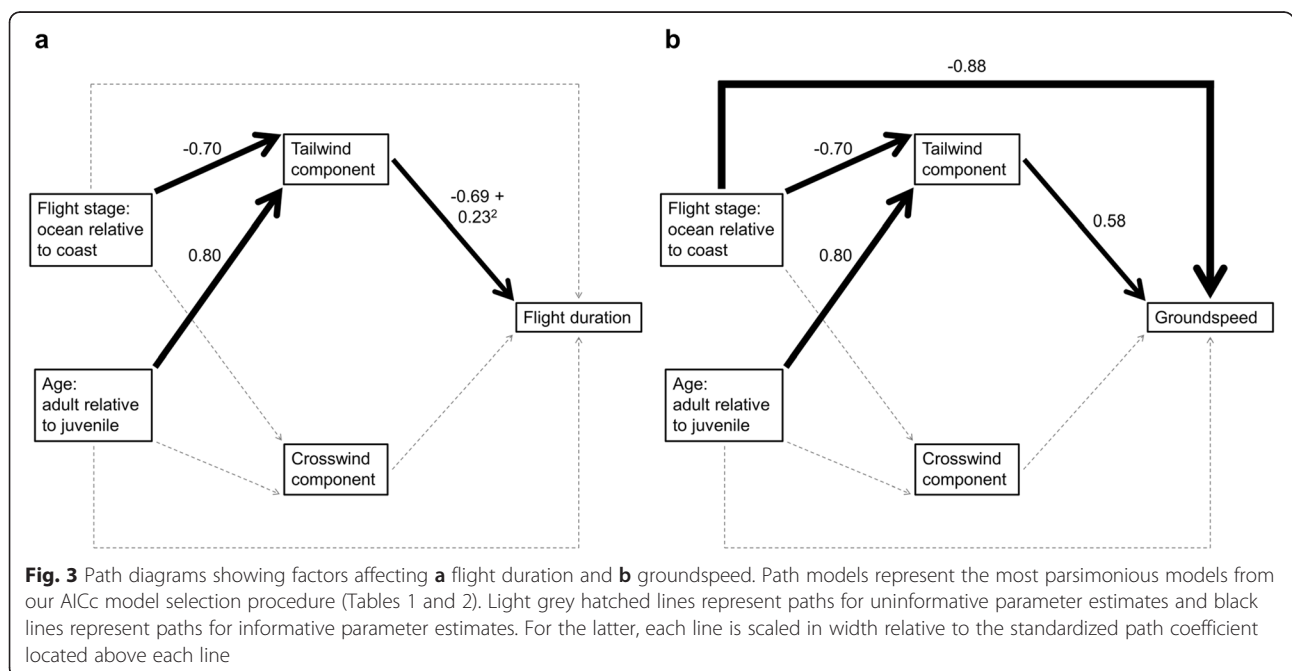 a
-0.70
Tailwind
component
-0.69 +
0.23²
Flight stage:
ocean relative
to coast
0.80
Flight duration
Age:
adult relative
to juvenile
Crosswind
component
b
-0.88
-0.70
Tailwind
component
Flight stage:
ocean relative
to coast
0.58
0.80
Groundspeed
Age:
adult relative
to juvenile
Crosswind
component
Fig. 3 Path diagrams showing factors affecting a flight duration and b groundspeed. Path models represent the most parsimonious models from
our AICc model selection procedure (Tables 1 and 2). Light grey hatched lines represent paths for uninformative parameter estimates and black
lines represent paths for informative parameter estimates. For the latter, each line is scaled in width relative to the standardized path coefficient
located above each line